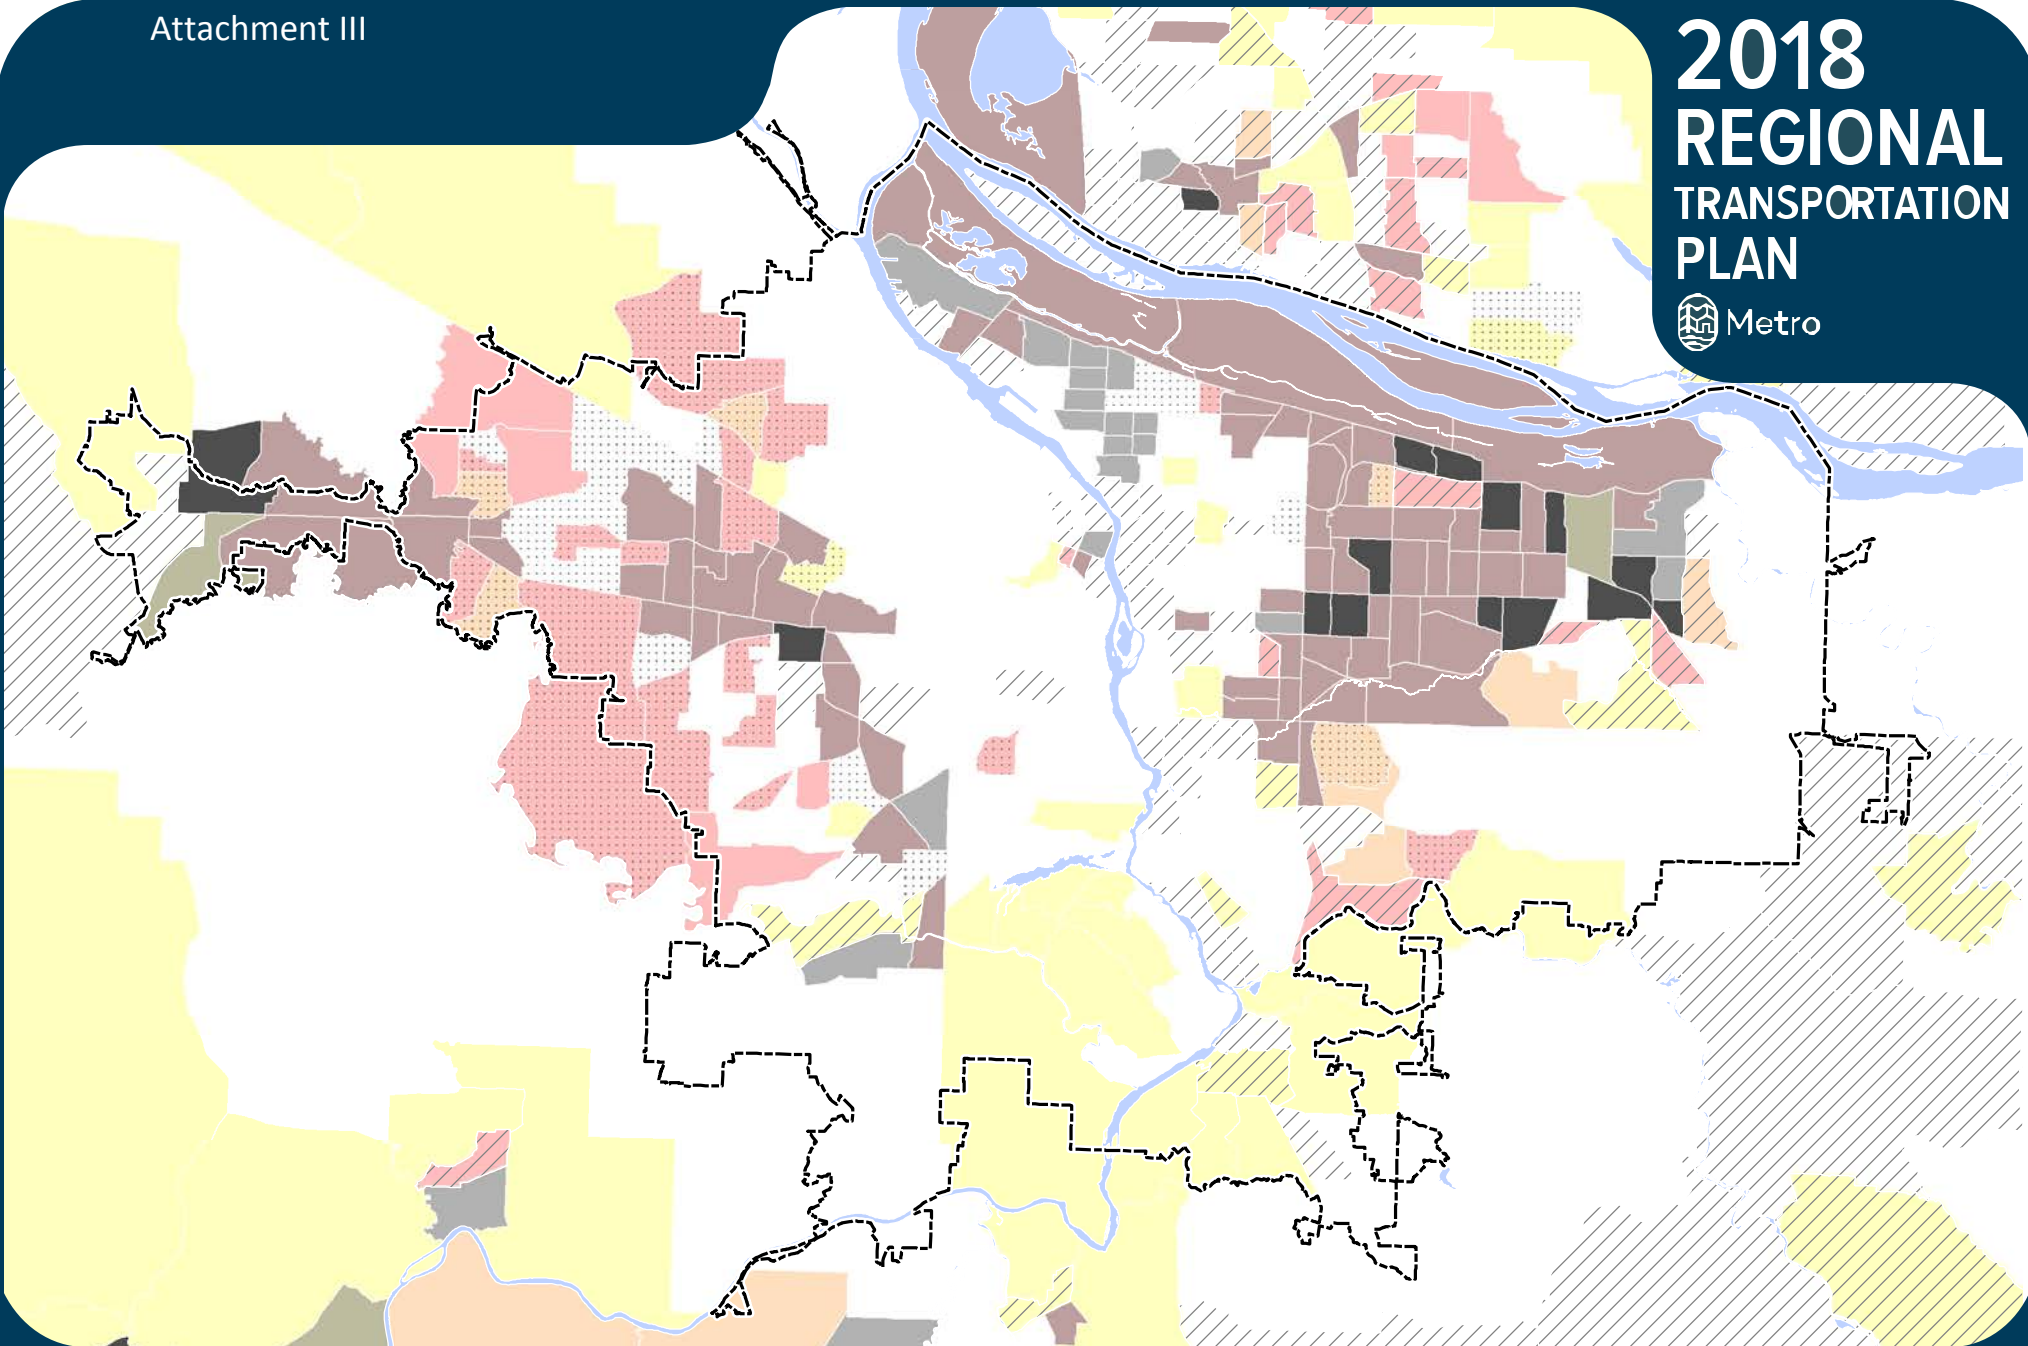 Attachment III
2018
REGIONAL
TRANSPORTATION
PLAN
Metro